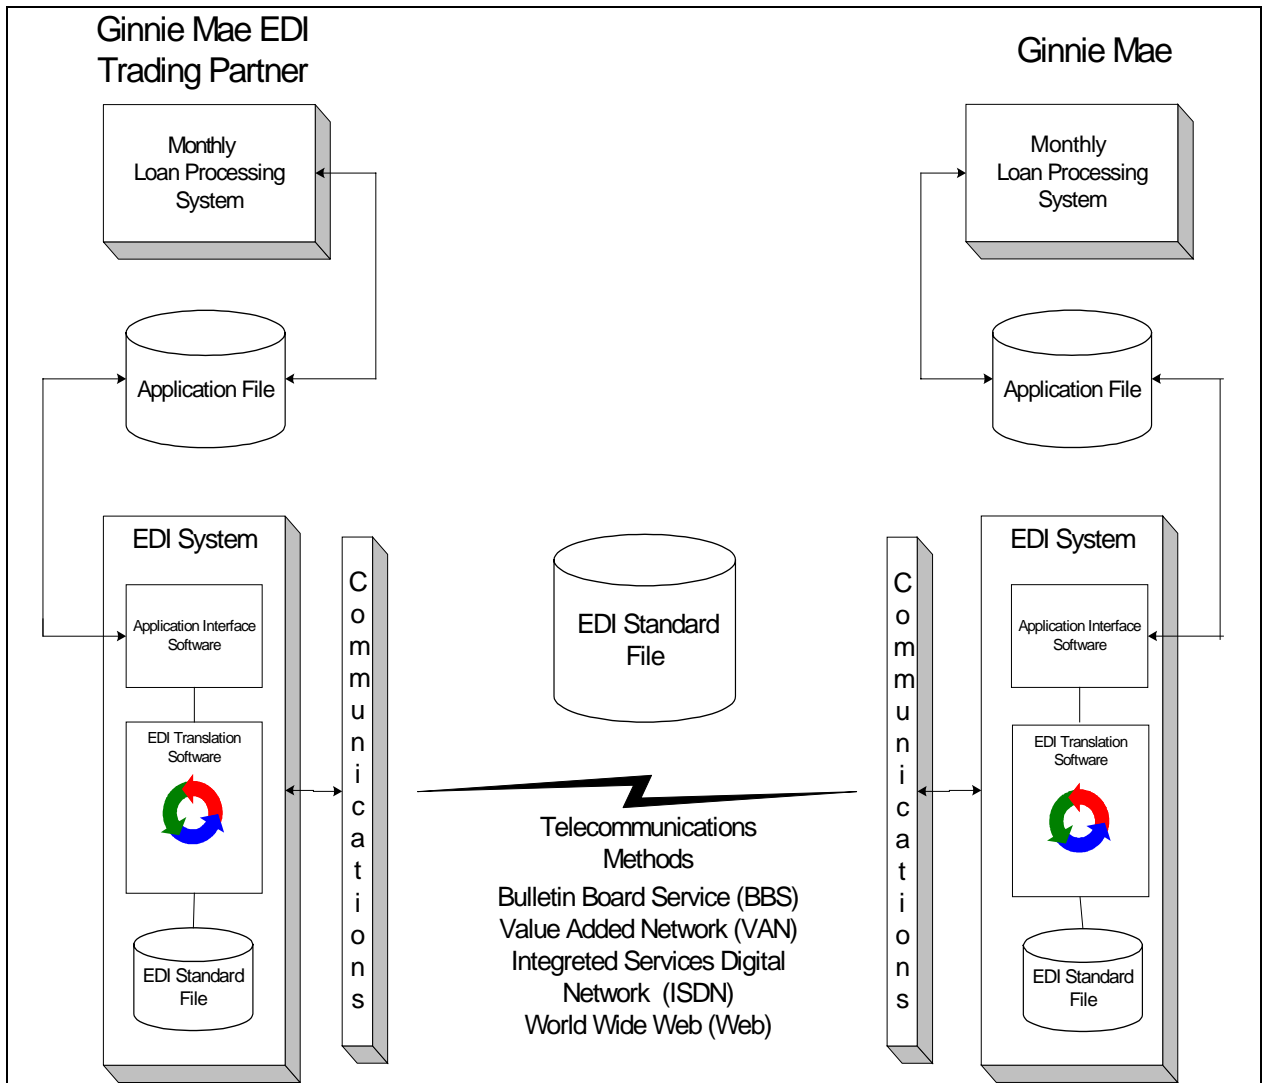 Ginnie Mae EDI
Trading Partner
Ginnie Mae
Monthly
Loan Processing
System
Monthly
Loan Processing
System
Application File
Application File
EDI System
Application Interface
Software
EDI Translation
Software
EDI Standard
File
Communications
EDI Standard
File
Telecommunications
Methods
Bulletin Board Service (BBS)
Value Added Network (VAN)
Integreted Services Digital
Network (ISDN)
World Wide Web (Web)
Communications
EDI System
Application Interface
Software
EDI Translation
Software
EDI Standard
File